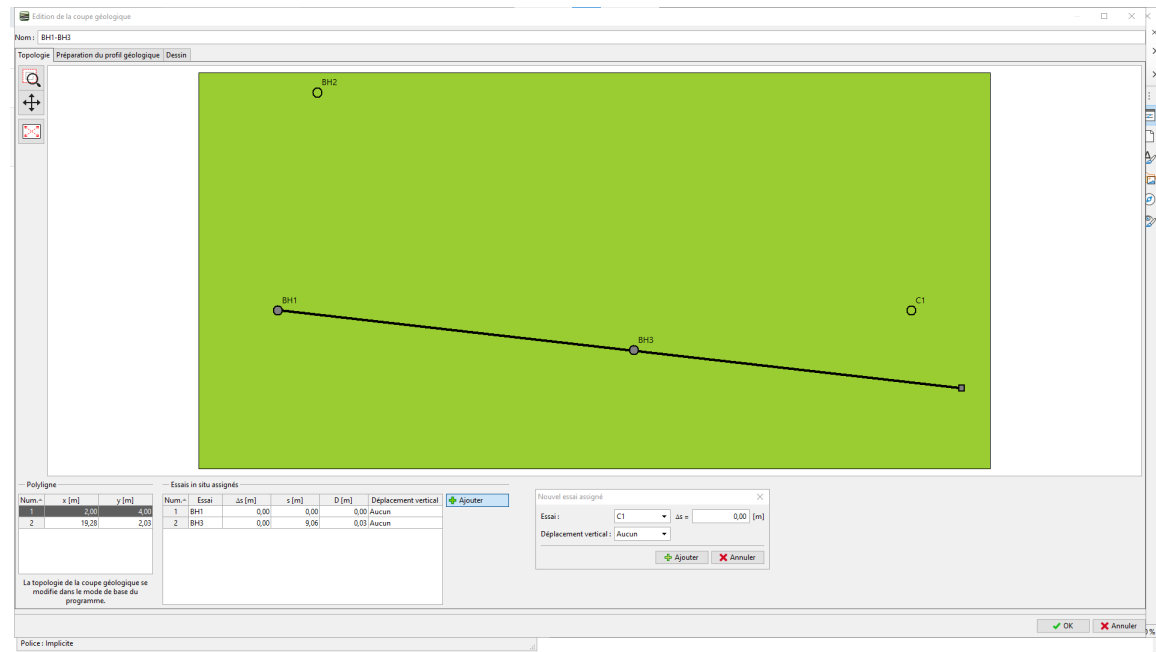 Edition de la coupe géologique
Nom : BH1-BH3
Topologie Préparation du profil géologique Dessin
BH2
BH1
C1
BH3
Polyligne
Num. x [m] y [m]
1 2,00 4,00
2 19,28 2,03
La topologie de la coupe géologique se
modifie dans le mode de base du
programme.
Essais in situ assignés
Num. Essai Δs [m] s [m] D [m] Déplacement vertical
1 BH1 0,00 0,00 0,00 Aucun
2 BH3 0,00 9,06 0,03 Aucun
Ajouter
Nouvel essai assigné
Essai : C1 Δs = 0,00 [m]
Déplacement vertical : Aucun
Ajouter Annuler
OK Annuler
Police : Implicite